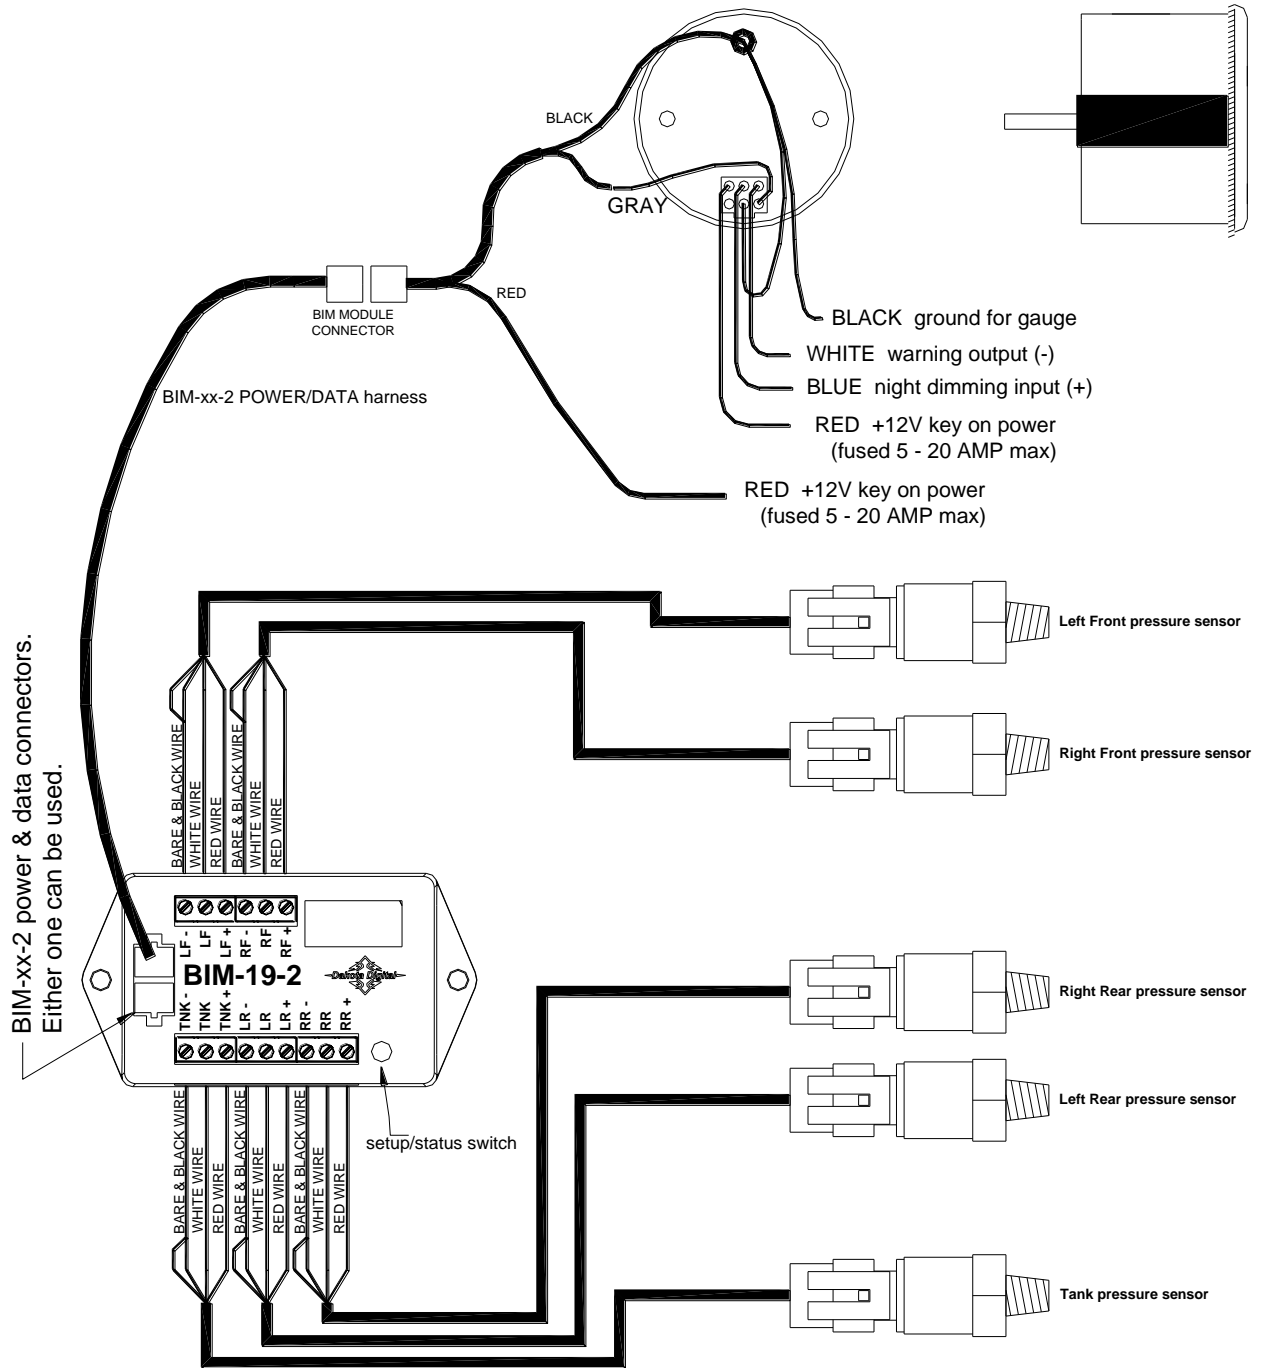 BLACK
GRAY
RED
BIM MODULE
CONNECTOR
BLACK ground for gauge
WHITE warning output (-)
BLUE night dimming input (+)
RED +12V key on power
(fused 5 - 20 AMP max)
BIM-xx-2 POWER/DATA harness
RED +12V key on power
(fused 5 - 20 AMP max)
Left Front pressure sensor
Right Front pressure sensor
BIM-xx-2 power & data connectors.
Either one can be used.
BARE & BLACK WIRE
WHITE WIRE
RED WIRE
BARE & BLACK WIRE
WHITE WIRE
RED WIRE
LF -
LF
LF +
RF -
RF
RF +
BIM-19-2
Dakota Digital
TNK -
TNK
TNK +
LR -
LR
LR +
RR -
RR
RR +
Right Rear pressure sensor
Left Rear pressure sensor
setup/status switch
BARE & BLACK WIRE
WHITE WIRE
RED WIRE
BARE & BLACK WIRE
WHITE WIRE
RED WIRE
BARE & BLACK WIRE
WHITE WIRE
RED WIRE
Tank pressure sensor